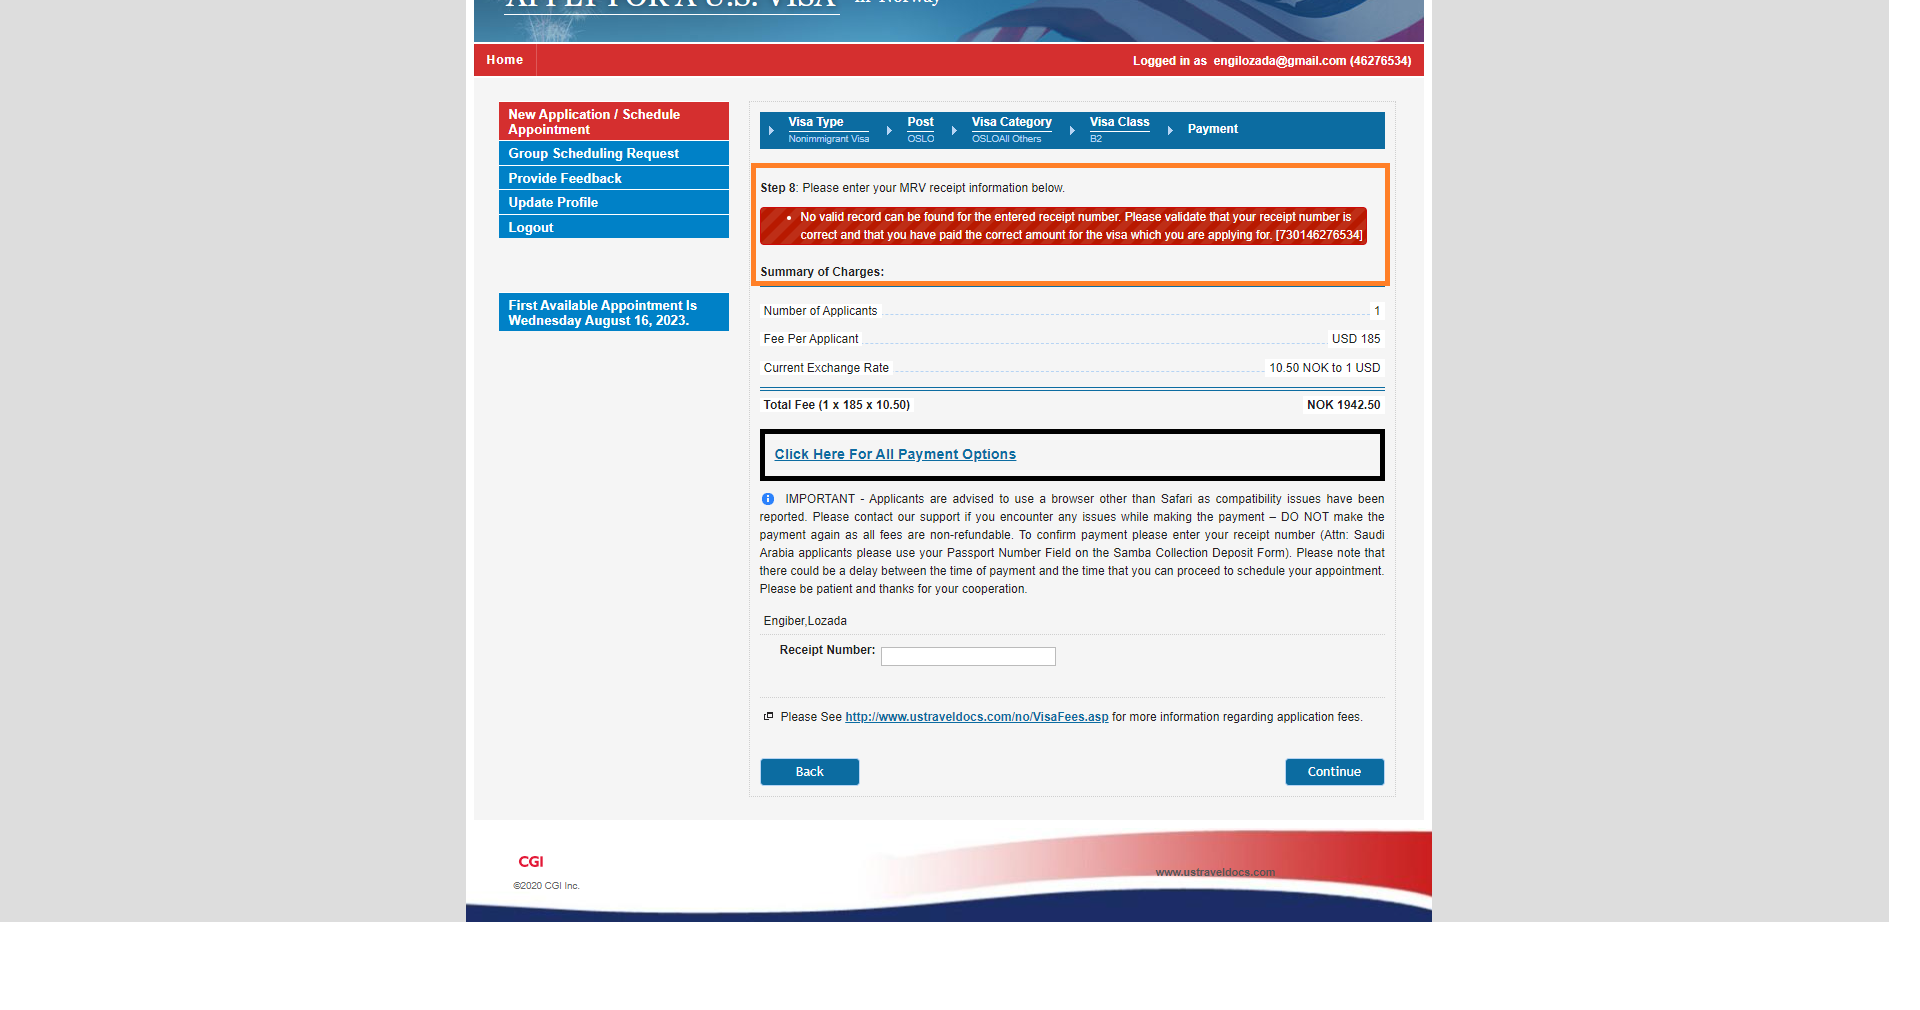 APPLY FOR A U.S. VISA in Norway
Home
Logged in as engilozada@gmail.com (46276534)
New Application / Schedule
Appointment
Group Scheduling Request
Provide Feedback
Update Profile
Logout
First Available Appointment Is
Wednesday August 16, 2023.
Visa Type
Nonimmigrant Visa
Post
OSLO
Visa Category
OSLOAll Others
Visa Class
B2
Payment
Step 8: Please enter your MRV receipt information below.
• No valid record can be found for the entered receipt number. Please validate that your receipt number is
correct and that you have paid the correct amount for the visa which you are applying for. [730146276534]
Summary of Charges:
Number of Applicants 1
Fee Per Applicant USD 185
Current Exchange Rate 10.50 NOK to 1 USD
Total Fee (1 x 185 x 10.50) NOK 1942.50
Click Here For All Payment Options
IMPORTANT - Applicants are advised to use a browser other than Safari as compatibility issues have been
reported. Please contact our support if you encounter any issues while making the payment – DO NOT make the
payment again as all fees are non-refundable. To confirm payment please enter your receipt number (Attn: Saudi
Arabia applicants please use your Passport Number Field on the Samba Collection Deposit Form). Please note that
there could be a delay between the time of payment and the time that you can proceed to schedule your appointment.
Please be patient and thanks for your cooperation.
Engiber,Lozada
Receipt Number:
Please See http://www.ustraveldocs.com/no/VisaFees.asp for more information regarding application fees.
Back
Continue
CGI
©2020 CGI Inc.
www.ustraveldocs.com